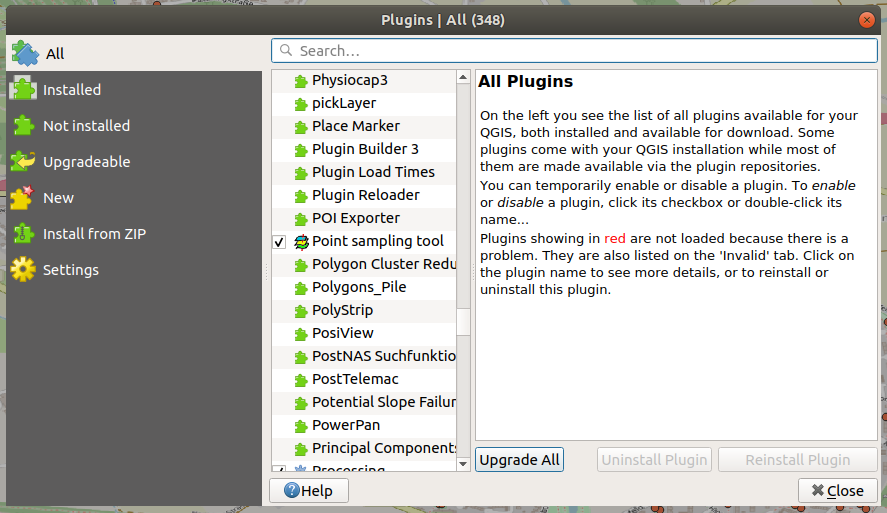 Plugins | All (348)
All
Installed
Not installed
Upgradeable
New
Install from ZIP
Settings
Search...
Physiocap3
pickLayer
Place Marker
Plugin Builder 3
Plugin Load Times
Plugin Reloader
POI Exporter
Point sampling tool
Polygon Cluster Redu
Polygons_Pile
PolyStrip
PosiView
PostNAS Suchfunktio
PostTelemac
Potential Slope Failur
PowerPan
Principal Components
Processing
All Plugins
On the left you see the list of all plugins available for your
QGIS, both installed and available for download. Some
plugins come with your QGIS installation while most of
them are made available via the plugin repositories.
You can temporarily enable or disable a plugin. To enable
or disable a plugin, click its checkbox or double-click its
name...
Plugins showing in red are not loaded because there is a
problem. They are also listed on the 'Invalid' tab. Click on
the plugin name to see more details, or to reinstall or
uninstall this plugin.
Upgrade All
Uninstall Plugin
Reinstall Plugin
Help
Close